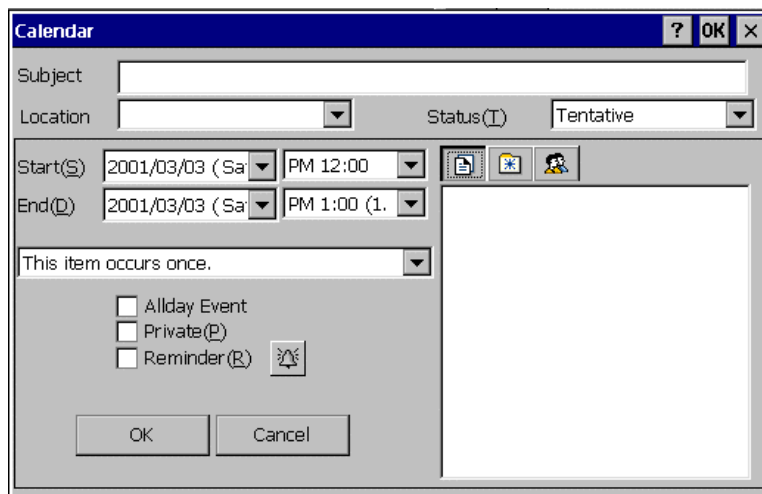 Calendar ? OK ×
Subject
Location Status(T) Tentative
Start(S) 2001/03/03 (Sa PM 12:00
End(D) 2001/03/03 (Sa PM 1:00 (1.
This item occurs once.
Allday Event
Private(P)
Reminder(R)
OK Cancel